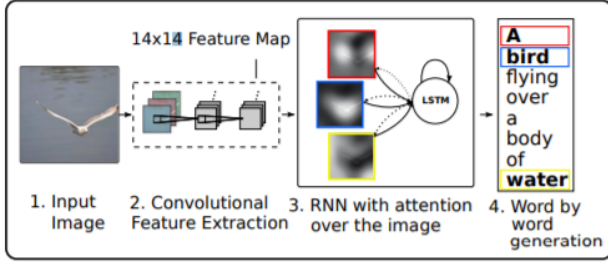 14x14 Feature Map
LSTM
A
bird
flying
over
a
body
of
water
1. Input
Image
2. Convolutional
Feature Extraction
3. RNN with attention
over the image
4. Word by
word
generation